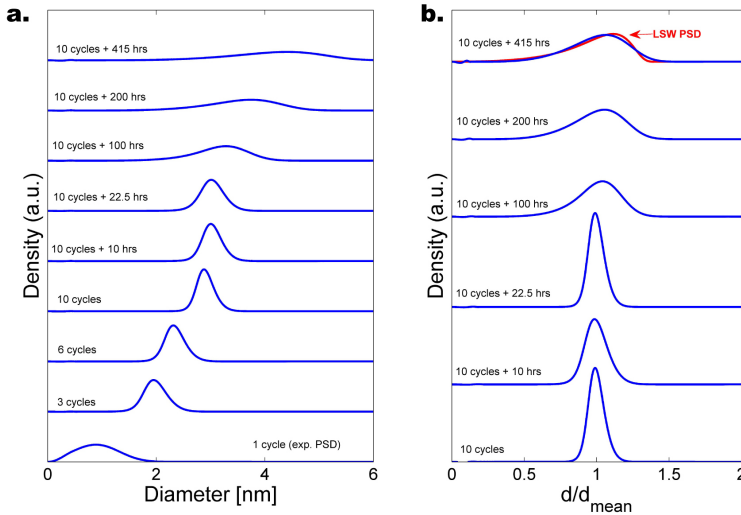 a.
10 cycles + 415 hrs
10 cycles + 200 hrs
10 cycles + 100 hrs
10 cycles + 22.5 hrs
10 cycles + 10 hrs
10 cycles
6 cycles
3 cycles
1 cycle (exp. PSD)
Density (a.u.)
0 2 4 6
Diameter [nm]
b.
10 cycles + 415 hrs
LSW PSD
10 cycles + 200 hrs
10 cycles + 100 hrs
10 cycles + 22.5 hrs
10 cycles + 10 hrs
10 cycles
Density (a.u.)
0 0.5 1 1.5 2
d/d mean